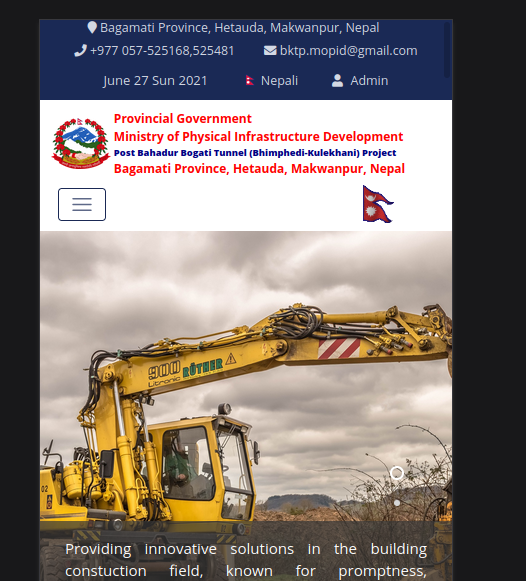 Bagamati Province, Hetauda, Makwanpur, Nepal
+977 057-525168,525481 bktp.mopid@gmail.com
June 27 Sun 2021 Nepali Admin
Provincial Government
Ministry of Physical Infrastructure Development
Post Bahadur Bogati Tunnel (Bhimphedi-Kulekhani) Project
Bagamati Province, Hetauda, Makwanpur, Nepal
900 RÖTHER
Litronic
02
Providing innovative solutions In the building
constuction field, known for promptness,